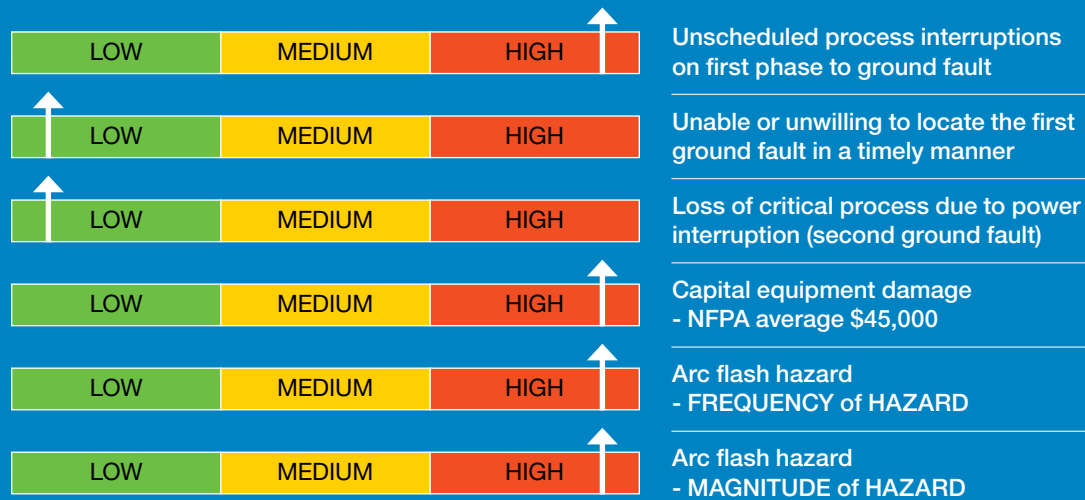 LOW MEDIUM HIGH
Unscheduled process interruptions
on first phase to ground fault
LOW MEDIUM HIGH
Unable or unwilling to locate the first
ground fault in a timely manner
LOW MEDIUM HIGH
Loss of critical process due to power
interruption (second ground fault)
LOW MEDIUM HIGH
Capital equipment damage
- NFPA average $45,000
LOW MEDIUM HIGH
Arc flash hazard
- FREQUENCY of HAZARD
LOW MEDIUM HIGH
Arc flash hazard
- MAGNITUDE of HAZARD